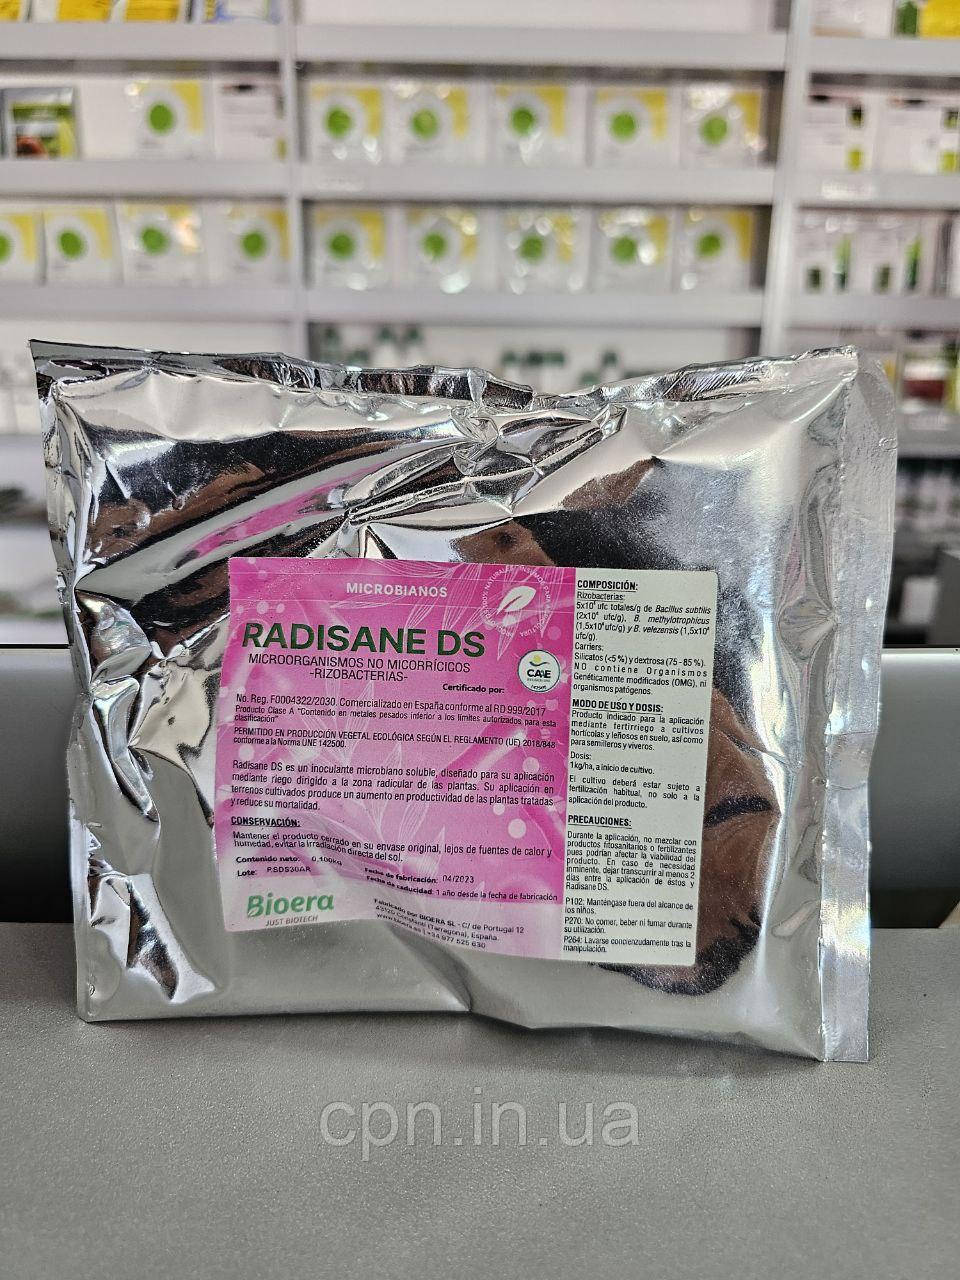 MICROBIANOS
RADISANE DS
MICROORGANISMOS NO MICORRÍCICOS
-RIZOBACTERIAS-
Certificado por:
CAAE
No. Reg. F0004322/2030. Comercializado en España conforme al RD 999/2017
Producto Clase A "Contenido en metales pesados inferior a los límites autorizados para esta
clasificación"
PERMITIDO EN PRODUCCIÓN VEGETAL ECOLÓGICA SEGÚN EL REGLAMENTO (UE) 2018/848
conforme a la Norma UNE 142500.
Radisane DS es un inoculante microbiano soluble, diseñado para su aplicación
mediante riego dirigido a la zona radicular de las plantas. Su aplicación en
terrenos cultivados produce un aumento en productividad de las plantas tratadas
y reduce su mortalidad.
CONSERVACIÓN:
Mantener el producto cerrado en su envase original, lejos de fuentes de calor y
humedad, evitar la irradiación directa del sol.
Contenido neto: 0,100kg
Lote: PSDS30AR
Fecha de fabricación: 04/2023
Fecha de caducidad: 1 año desde la fecha de fabricación
Bioera
JUST BIOTECH
Fabricado por BIOERA SL - C/ de Portugal 12
43120 Constantí (Tarragona), España.
www.bioera.es | +34 977 525 630
COMPOSICIÓN:
Rizobacterias:
ufc totales/g de Bacillus subtilis
ufc/g), B. methylotrophicus
ufc/g) y B. velezensis
ufc/g).
Carriers:
Silicatos (<5 %) y dextrosa (75 - 85 %).
NO contiene Organismos
Genéticamente modificados (OMG), ni
organismos patógenos.
MODO DE USO Y DOSIS:
Producto indicado para la aplicación
mediante fertirriego a cultivos
hortícolas y leñosos en suelo, así como
para semilleros y viveros.
Dosis:
1kg/ha, a inicio de cultivo.
El cultivo deberá estar sujeto a
fertilización habitual, no solo a la
aplicación del producto.
PRECAUCIONES:
Durante la aplicación, no mezclar con
productos fitosanitarios o fertilizantes
pues podrían afectar la viabilidad del
producto. En caso de necesidad
inminente, dejar transcurrir al menos 2
días entre la aplicación de éstos y
Radisane DS.
P102: Manténgase fuera del alcance de
los niños.
P270: No comer, beber ni fumar durante
su utilización.
P264: Lavarse concienzudamente tras la
manipulación.
cpn.in.ua